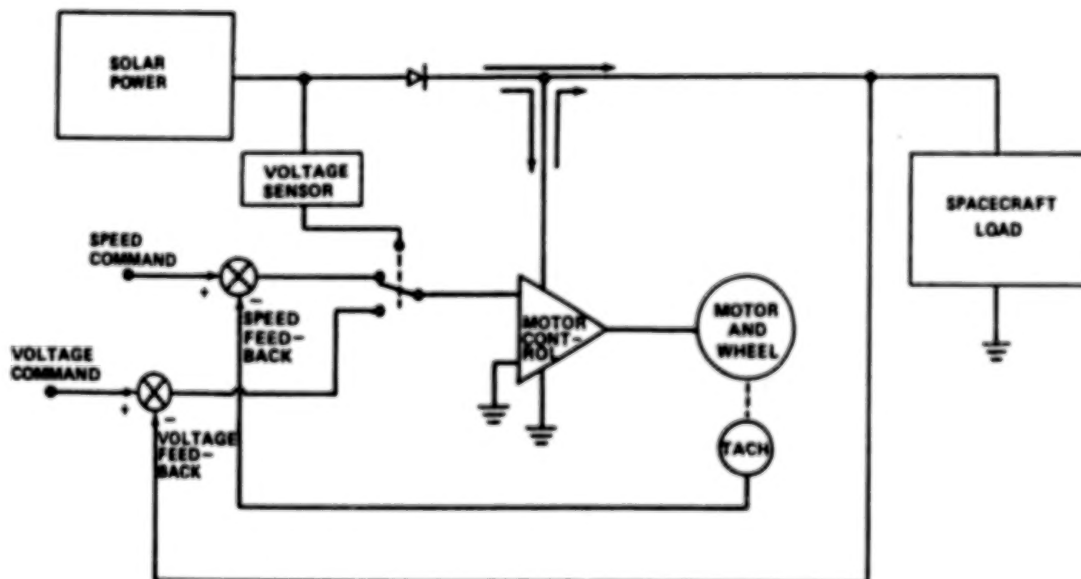 SOLAR
POWER
VOLTAGE
SENSOR
SPACECRAFT
LOAD
SPEED
COMMAND
+
−
SPEED
FEED-
BACK
MOTOR
CONT-
ROL
MOTOR
AND
WHEEL
VOLTAGE
COMMAND
+
−
VOLTAGE
FEED-
BACK
TACH